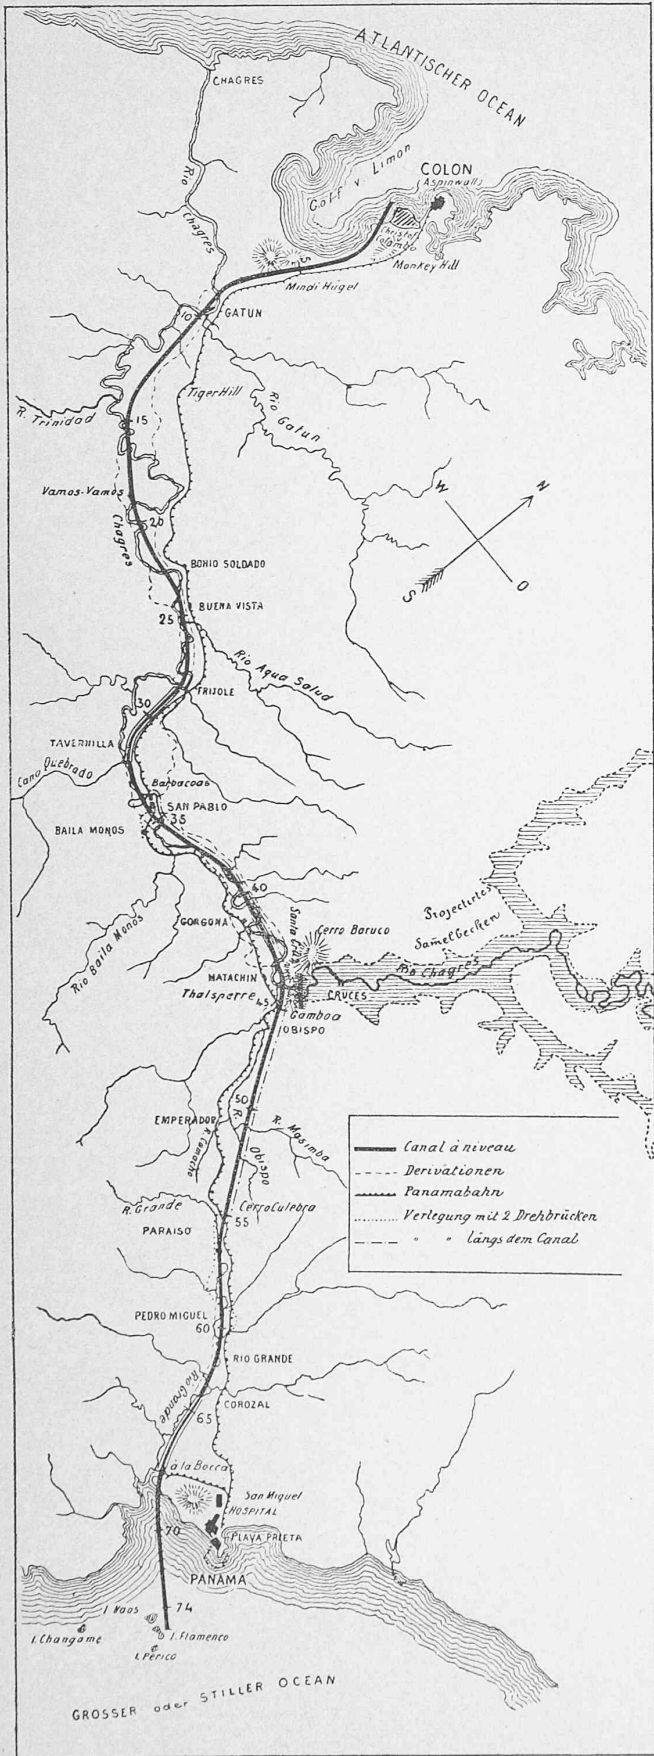 ATLANTISCHER OCEAN
CHAGRES
Rio Chagres
Golf v. Limon
COLON
(Aspinwall)
Christof
Colombo
Monkey Hill
5
Mindi Hügel
10
GATUN
Tiger Hill
R. Trinidad
15
Rio Gatun
Vamos-Vamos
20
Chagres
W
N
S
O
BOHIO SOLDADO
BUENA VISTA
25
Rio Aqua Salud
FRIJOLE
30
TAVERNILLA
Cano Quebrado
Barbacoas
SAN PABLO
35
BAILA MONOS
40
Projectirtes
Samelbecken
Santa Cruz
Cerro Baruco
GORGONA
Rio Baila Monos
Rio Chagres
MATACHIN
Thalsperre
45
CRUCES
Gamboa
OBISPO
50
EMPERADOR
R. Camacho
R. Obispo
R. Masimba
Canal à niveau
Derivationen
Panamabahn
Verlegung mit 2 Drehbrücken
" " längs dem Canal
R. Grande
Cerro Culebra
55
PARAISO
PEDRO MIGUEL
60
RIO GRANDE
Rio Grande
COROZAL
65
à la Bocca
San Miguel
HOSPITAL
70
PLAYA PRIETA
PANAMA
74
I. Naos
I. Changame
I. Flamenco
I. Perico
GROSSER oder STILLER OCEAN